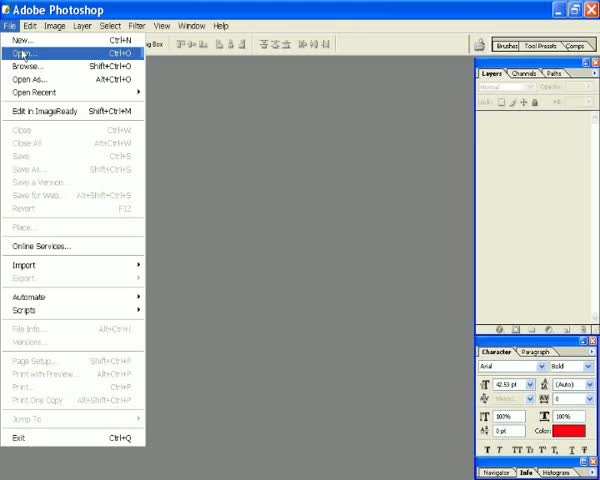 Adobe Photoshop
File Edit Image Layer Select Filter View Window Help
New... Ctrl+N
Open... Ctrl+O
Browse... Shift+Ctrl+O
Open As... Alt+Ctrl+O
Open Recent
Edit in ImageReady Shift+Ctrl+M
Close Ctrl+W
Close All Alt+Ctrl+W
Save Ctrl+S
Save As... Shift+Ctrl+S
Save a Version...
Save for Web... Alt+Shift+Ctrl+S
Revert F12
Place...
Online Services...
Import
Export
Automate
Scripts
File Info... Alt+Ctrl+I
Versions...
Page Setup... Shift+Ctrl+P
Print with Preview... Alt+Ctrl+P
Print... Ctrl+P
Print One Copy Alt+Shift+Ctrl+P
Jump To
Exit Ctrl+Q
ng Box
Brushes Tool Presets Comps
Layers Channels Paths
Normal Opacity:
Lock: Fill:
Character Paragraph
Arial Bold
42.53 pt (Auto)
Metrics 0
100% 100%
0 pt Color:
T T TT Tt T T T T
Navigator Info Histogram